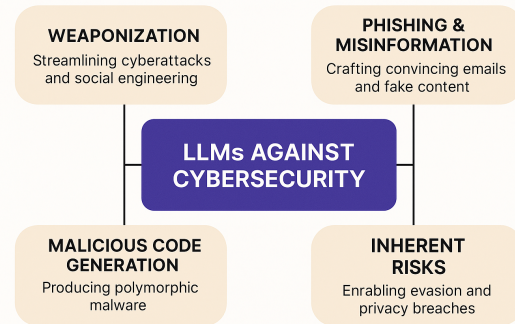 WEAPONIZATION
Streamlining cyberattacks
and social engineering
PHISHING &
MISINFORMATION
Crafting convincing emails
and fake content
LLMs AGAINST
CYBERSECURITY
MALICIOUS CODE
GENERATION
Producing polymorphic
malware
INHERENT
RISKS
Enrabling evasion and
privacy breaches